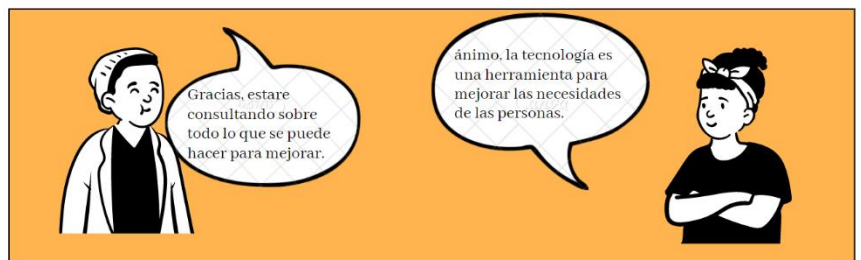 Gracias, estare
consultando sobre
todo lo que se puede
hacer para mejorar.
ánimo, la tecnología es
una herramienta para
mejorar las necesidades
de las personas.